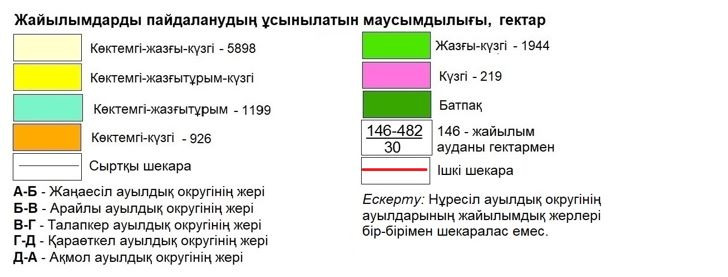 Жайылымдарды пайдаланудың ұсынылатын маусымдылығы, гектар
Көктемгі-жазғы-күзгі - 5898
Көктемгі-жазғытұрым-күзгі
Көктемгі-жазғытұрым - 1199
Көктемгі-күзгі - 926
Сыртқы шекара
А-Б - Жаңаесіл ауылдық округінің жері
Б-В - Арайлы ауылдық округінің жері
В-Г - Талапкер ауылдық округінің жері
Г-Д - Қараөткел ауылдық округінің жері
Д-А - Ақмол ауылдық округінің жері
Жазғы-күзгі - 1944
Күзгі - 219
Батпақ
146-482
30
146 - жайылым
ауданы гектармен
Ішкі шекара
Ескерту: Нұресіл ауылдық округінің
ауылдарының жайылымдық жерлері
бір-бірімен шекаралас емес.